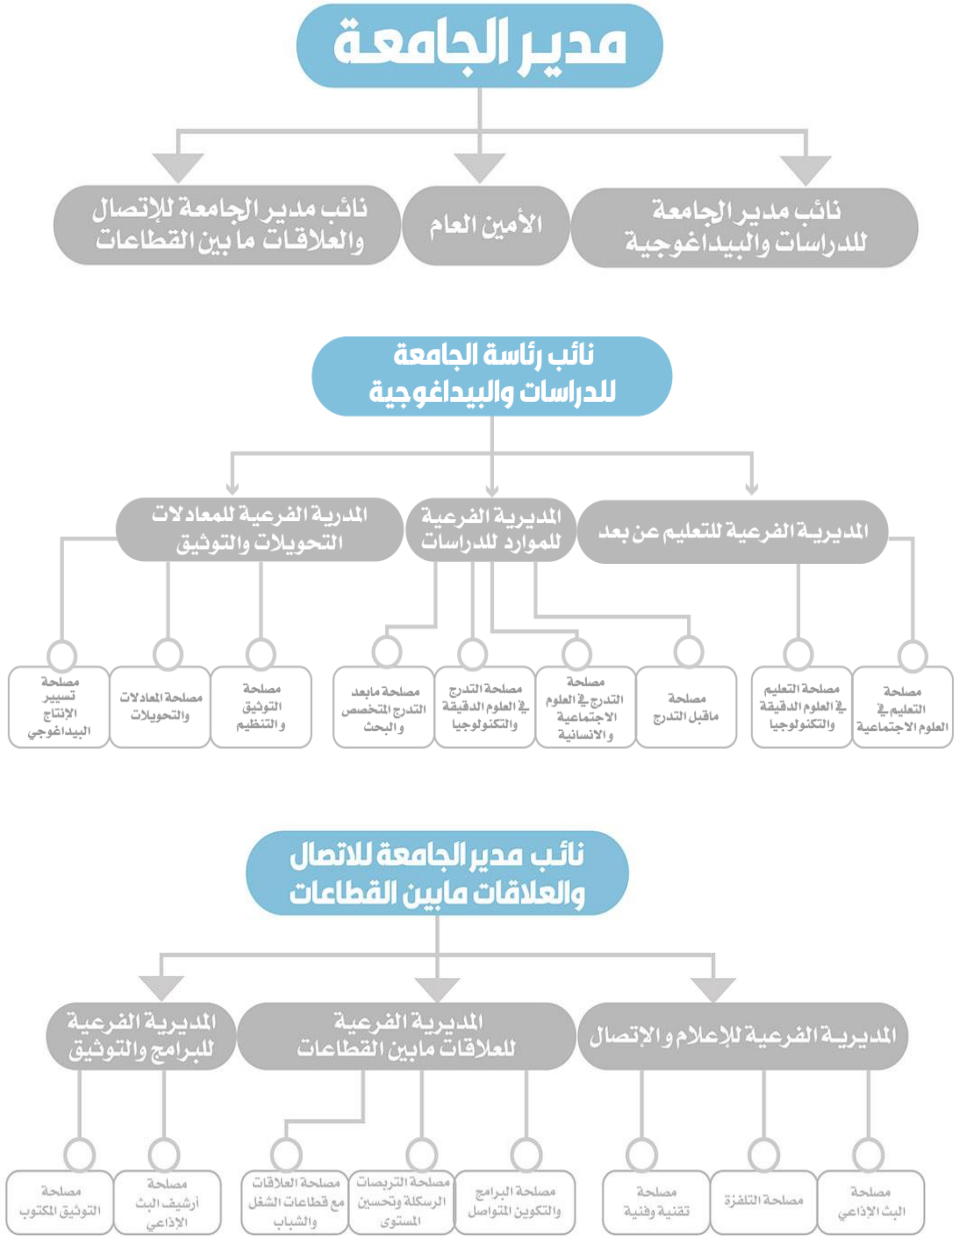 مدير الجامعة
نائب مدير الجامعة
للدراسات والبيداغوجية
الأمين العام
نائب مدير الجامعة للإتصال
والعلاقات مابين القطاعات
نائب رئاسة الجامعة
للدراسات والبيداغوجية
المديرية الفرعية للتعليم عن بعد
المديرية الفرعية
للموارد للدراسات
المدرية الفرعية للمعادلات
التحويلات والتوثيق
مصلحة
التعليم في
العلوم الاجتماعية
مصلحة التعليم
في العلوم الدقيقة
والتكنولوجيا
مصلحة
ماقبل التدرج
مصلحة
التدرج في العلوم
الاجتماعية
والانسانية
مصلحة التدرج
في العلوم الدقيقة
والتكنولوجيا
مصلحة مابعد
التدرج المتخصص
والبحث
مصلحة
التوثيق
والتنظيم
مصلحة المعادلات
والتحويلات
مصلحة
تسيير
الإنتاج
البيداغوجي
نائب مدير الجامعة للاتصال
والعلاقات مابين القطاعات
المديرية الفرعية للإعلام والإتصال
المديرية الفرعية
للعلاقات مابين القطاعات
المديرية الفرعية
للبرامج والتوثيق
مصلحة
البث الإذاعي
مصلحة التلفزة
مصلحة
تقنية وفنية
مصلحة البرامج
والتكوين المتواصل
مصلحة التربصات
الرسكلة وتحسين
المستوى
مصلحة العلاقات
مع قطاعات الشغل
والشباب
مصلحة
أرشيف البث
الإذاعي
مصلحة
التوثيق المكتوب